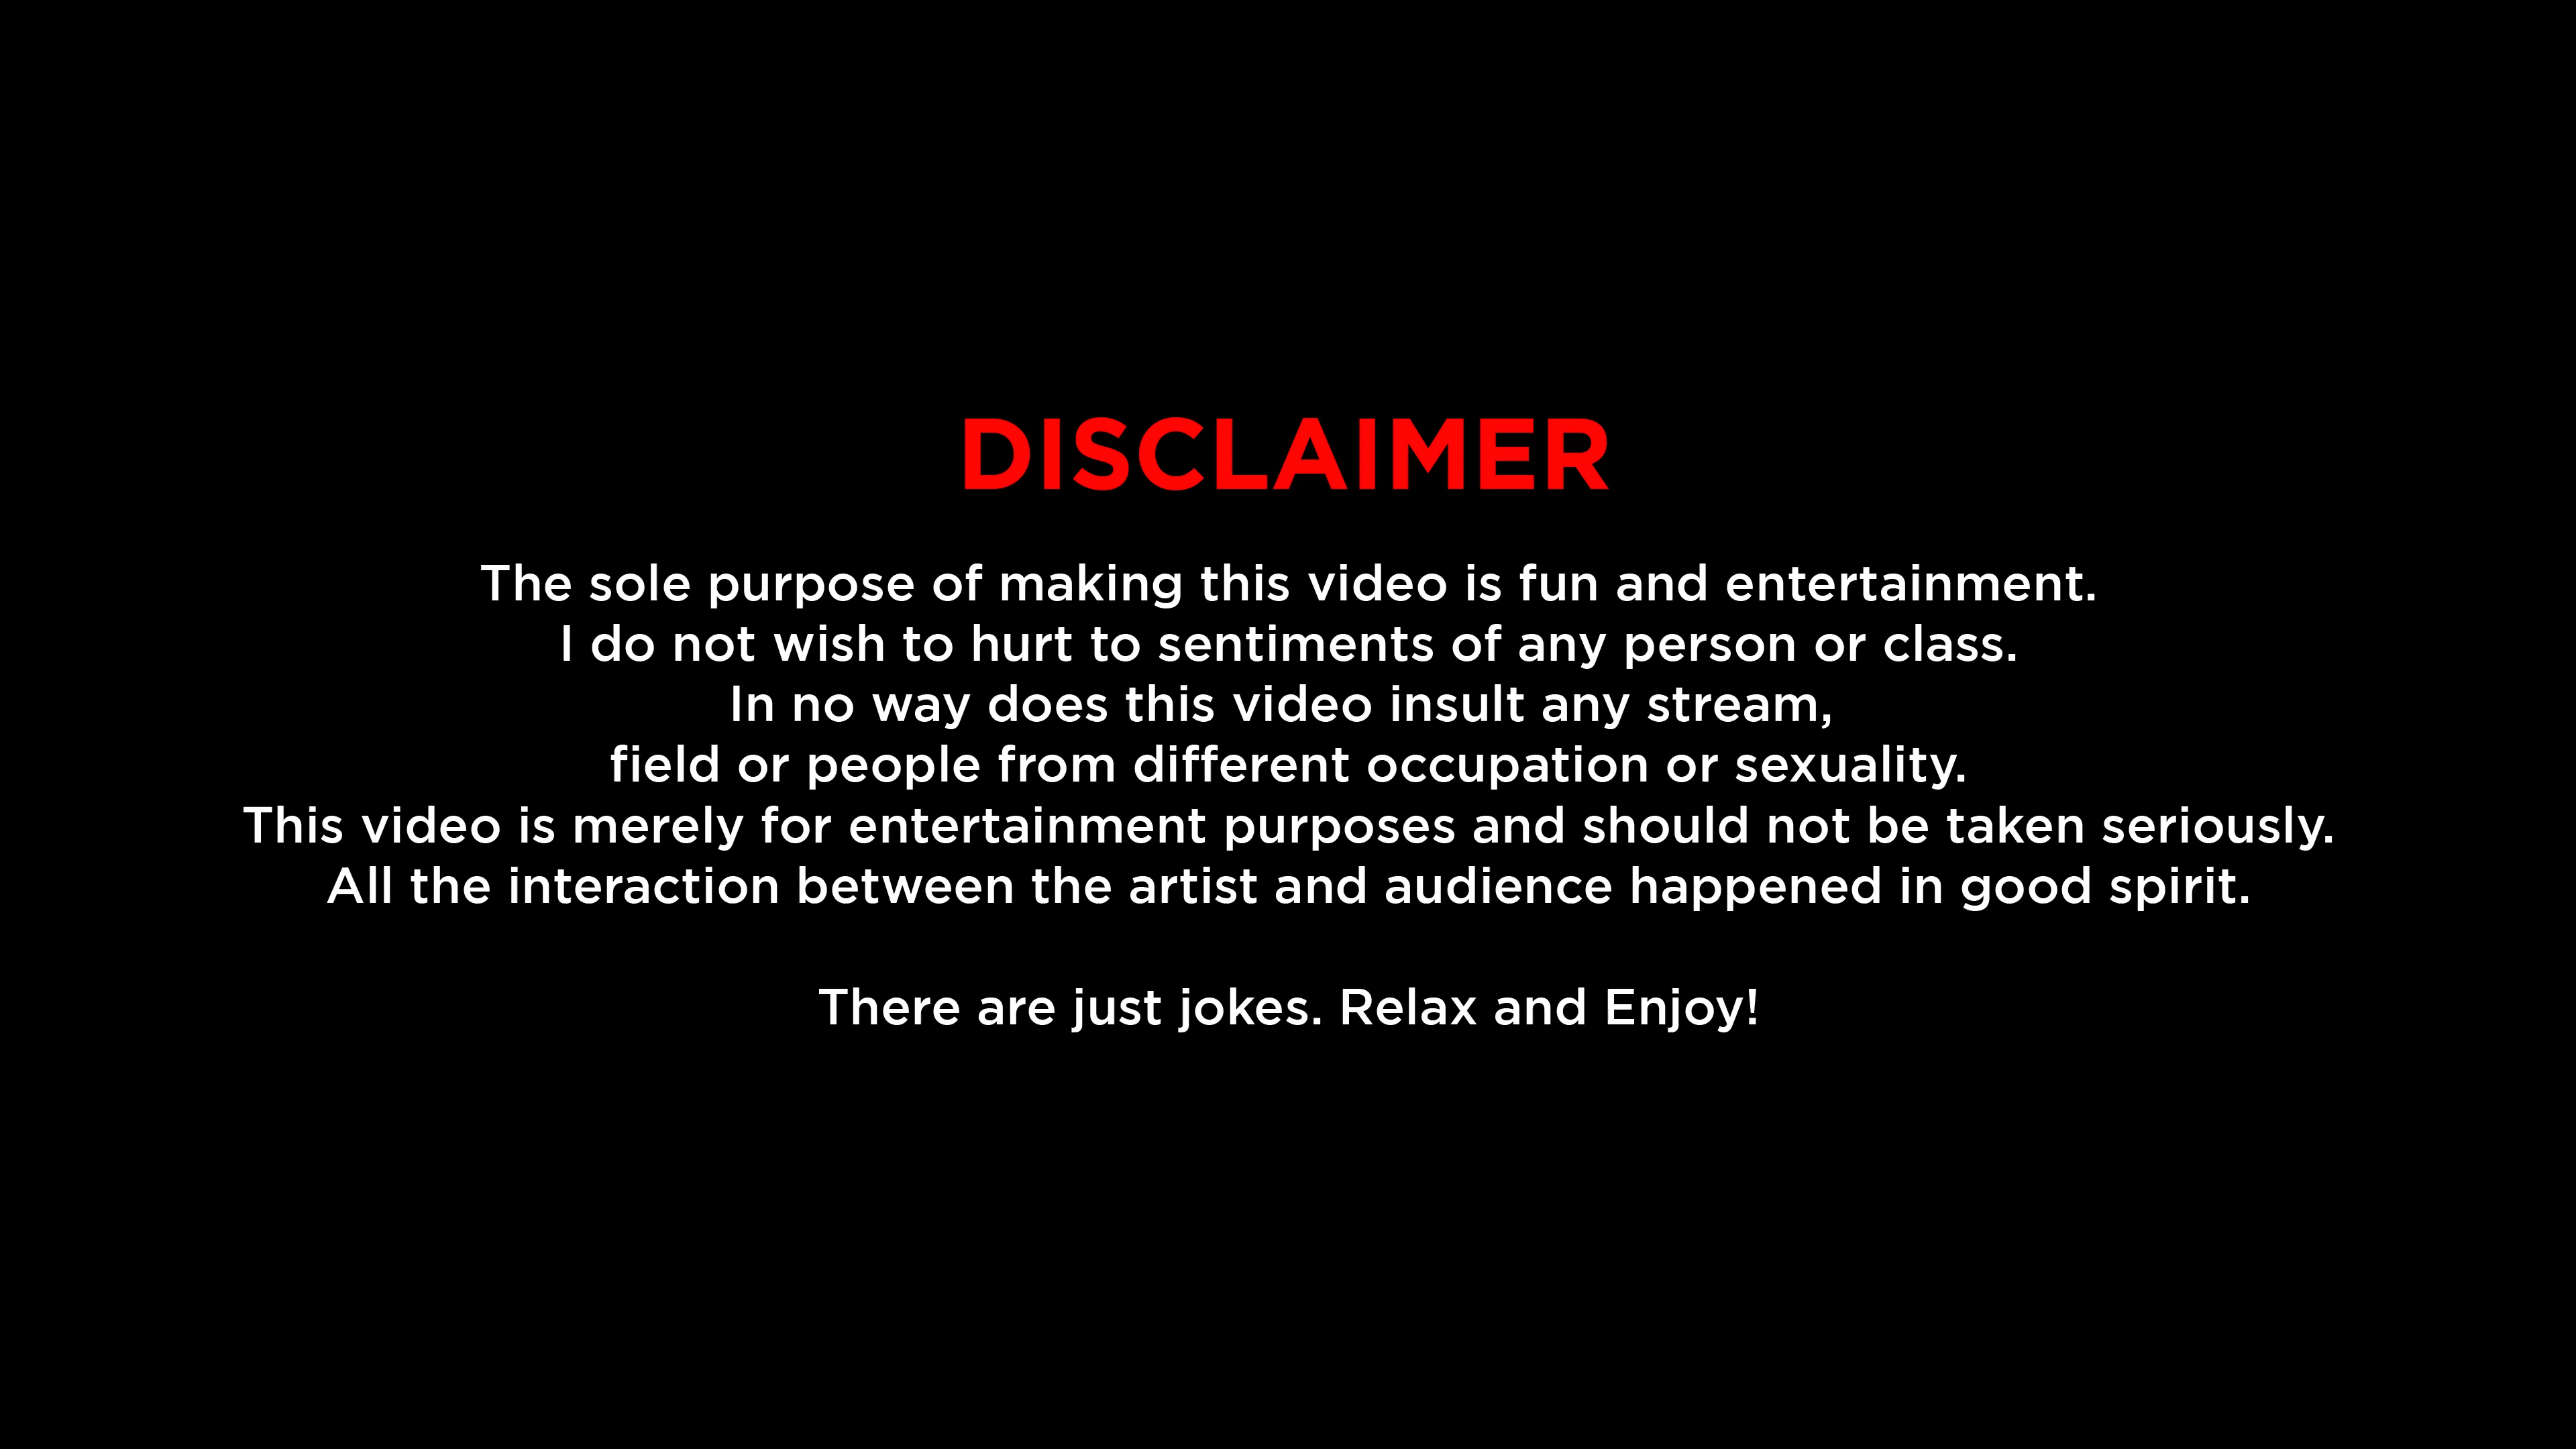 DISCLAIMER
The sole purpose of making this video is fun and entertainment.
I do not wish to hurt to sentiments of any person or class.
In no way does this video insult any stream,
field or people from different occupation or sexuality.
This video is merely for entertainment purposes and should not be taken seriously.
All the interaction between the artist and audience happened in good spirit.
There are just jokes. Relax and Enjoy!